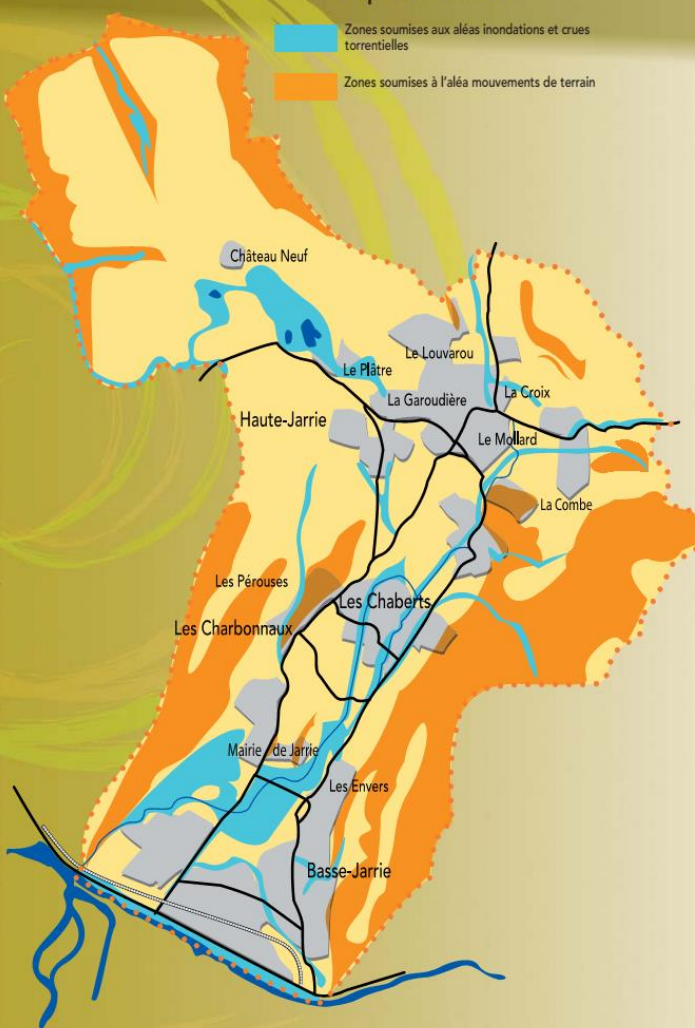 Zones soumises aux aléas inondations et crues
torrentielles
Zones soumises à l'aléa mouvements de terrain
Château Neuf
Le Louvarou
Le Plâtre
La Croix
La Garoudière
Haute-Jarrie
Le Mollard
La Combe
Les Pérouses
Les Chaberts
Les Charbonnaux
Mairie de Jarrie
Les Envers
Basse-Jarrie